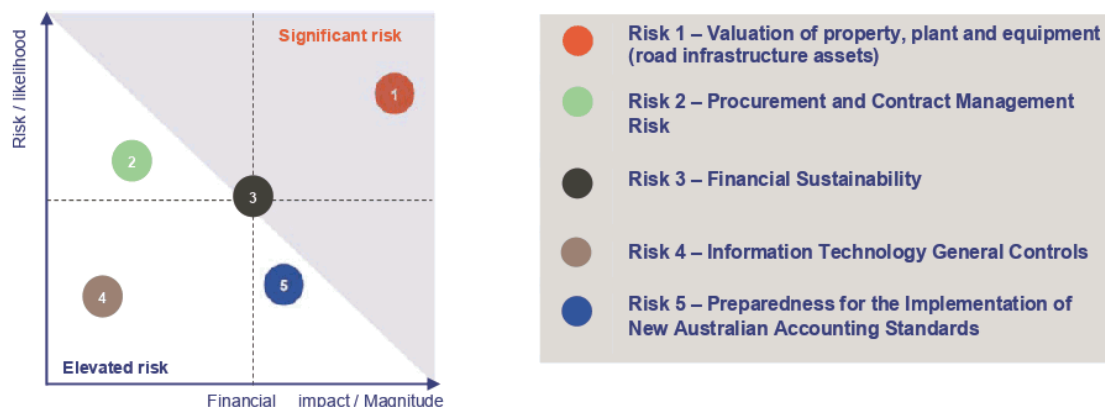 Significant risk
Risk / likelihood
1
2
3
4
5
Elevated risk
Financial impact / Magnitude
Risk 1 – Valuation of property, plant and equipment
(road infrastructure assets)
Risk 2 – Procurement and Contract Management
Risk
Risk 3 – Financial Sustainability
Risk 4 – Information Technology General Controls
Risk 5 – Preparedness for the Implementation of
New Australian Accounting Standards